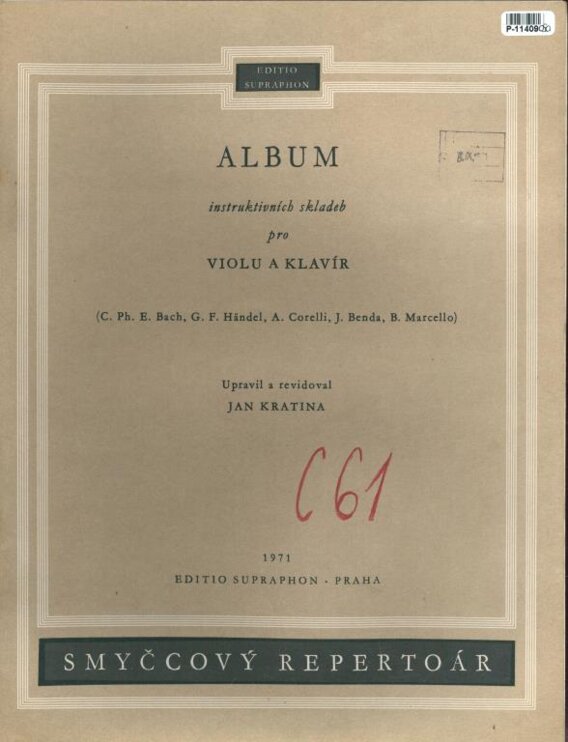 P-11409
EDITIO
SUPRAPHON
ALBUM
instruktivních skladeb
pro
VIOLU A KLAVÍR
(C. Ph. E. Bach, G. F. Händel, A. Corelli, J. Benda, B. Marcello)
Upravil a revidoval
JAN KRATINA
C61
1971
EDITIO SUPRAPHON - PRAHA
SMYČCOVÝ REPERTOÁR